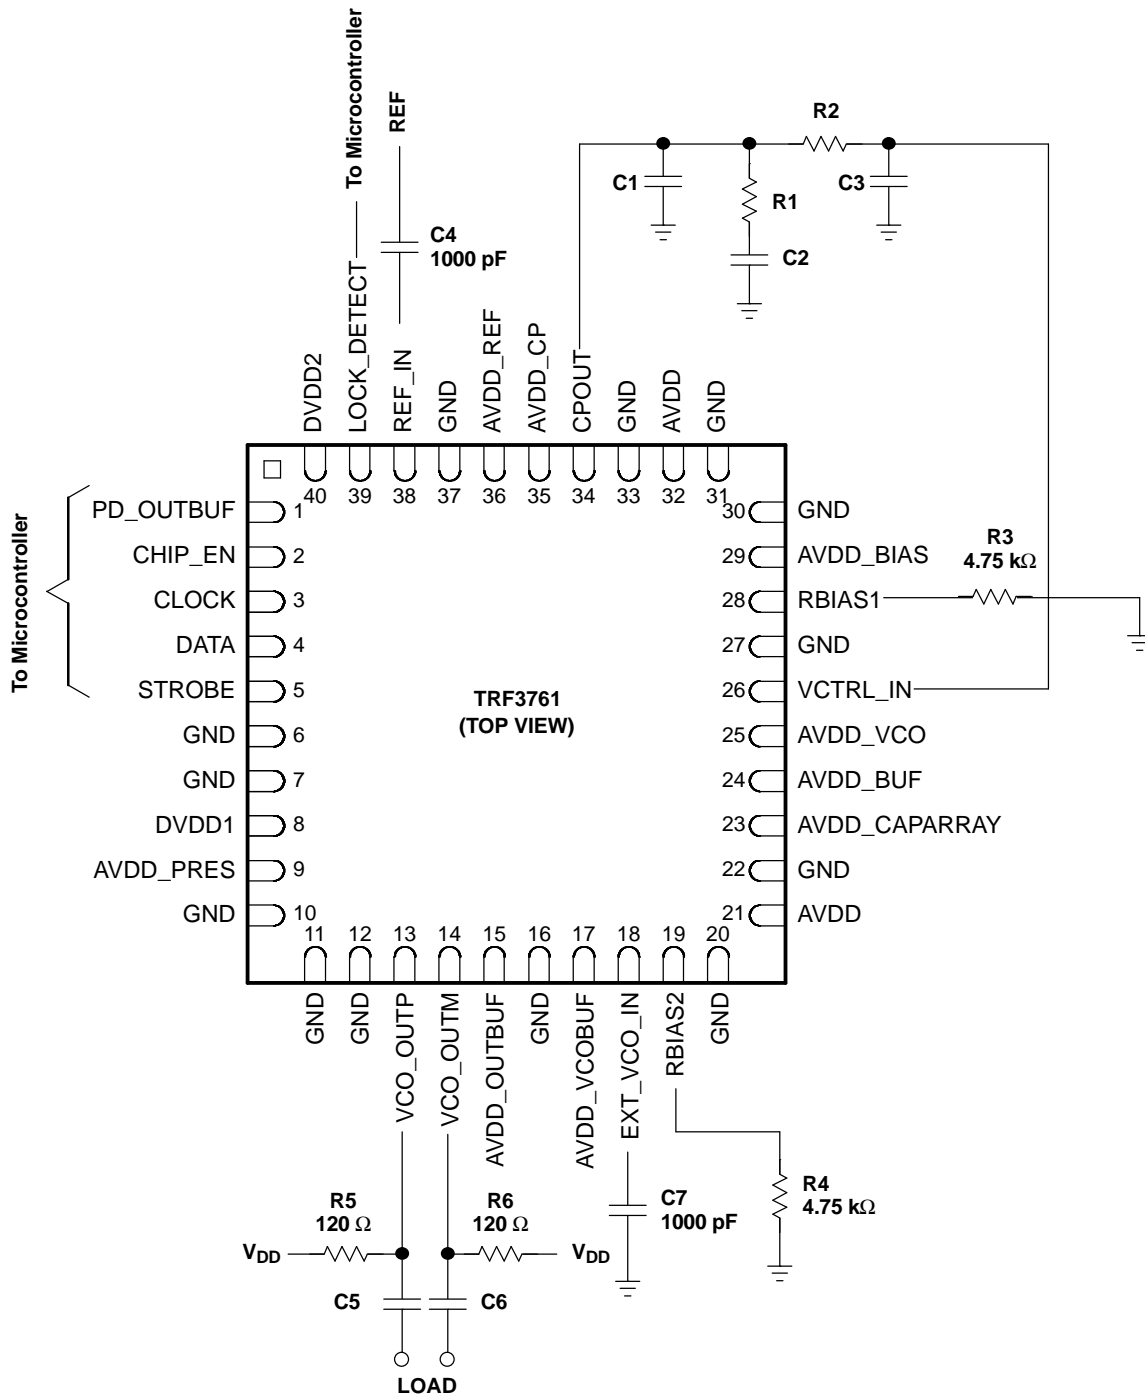 To Microcontroller
REF
R2
C1
R1
C3
C2
C4
1000 pF
DVDD2
LOCK_DETECT
REF_IN
GND
AVDD_REF
AVDD_CP
CPOUT
GND
AVDD
GND
40
39
38
37
36
35
34
33
32
31
To Microcontroller
PD_OUTBUF 1
CHIP_EN 2
CLOCK 3
DATA 4
STROBE 5
GND 6
GND 7
DVDD1 8
AVDD_PRES 9
GND 10
TRF3761
(TOP VIEW)
30 GND
29 AVDD_BIAS
28 RBIAS1
27 GND
26 VCTRL_IN
25 AVDD_VCO
24 AVDD_BUF
23 AVDD_CAPARRAY
22 GND
21 AVDD
R3
4.75 kΩ
11
12
13
14
15
16
17
18
19
20
GND
GND
VCO_OUTP
VCO_OUTM
AVDD_OUTBUF
GND
AVDD_VCOBUF
EXT_VCO_IN
RBIAS2
GND
R5
120 Ω
R6
120 Ω
C7
1000 pF
R4
4.75 kΩ
VDD
VDD
C5
C6
LOAD